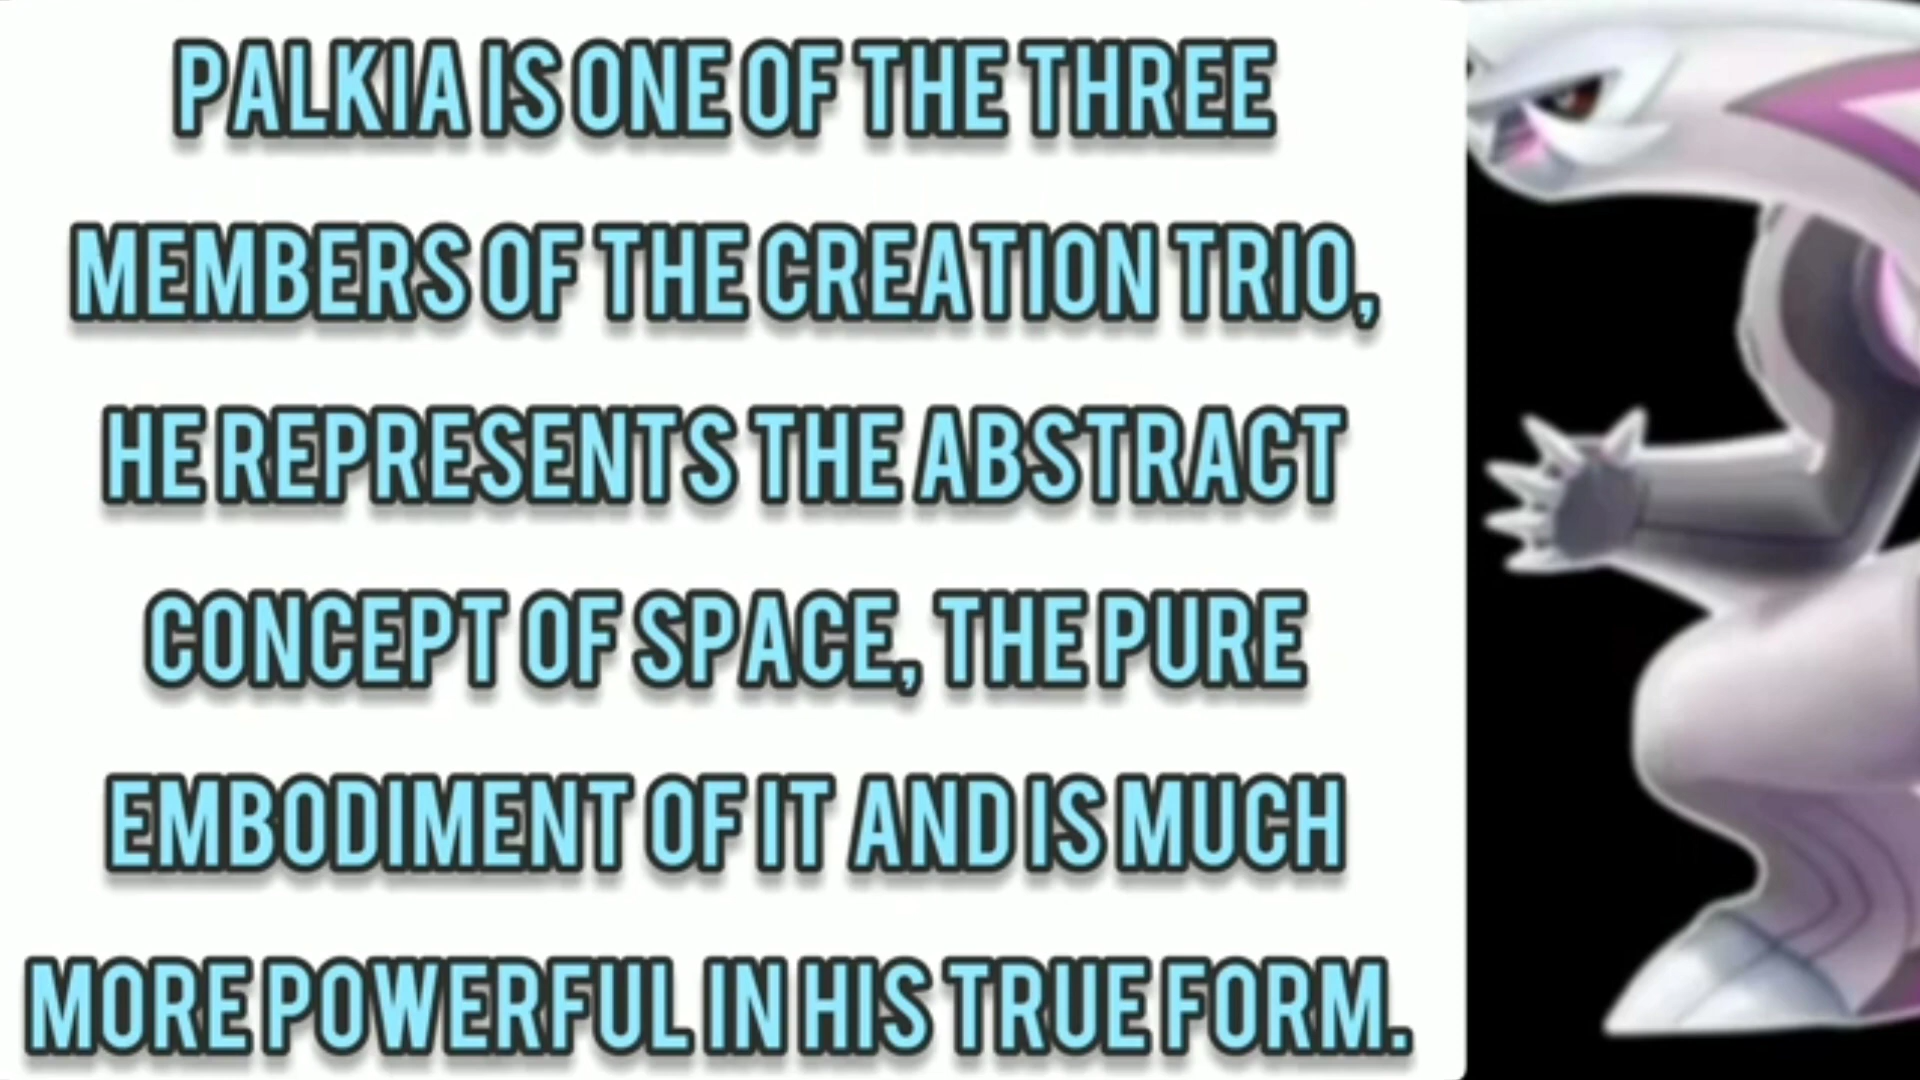 PALKIA IS ONE OF THE THREE
MEMBERS OF THE CREATION TRIO,
HE REPRESENTS THE ABSTRACT
CONCEPT OF SPACE, THE PURE
EMBODIMENT OF IT AND IS MUCH
MORE POWERFUL IN HIS TRUE FORM.